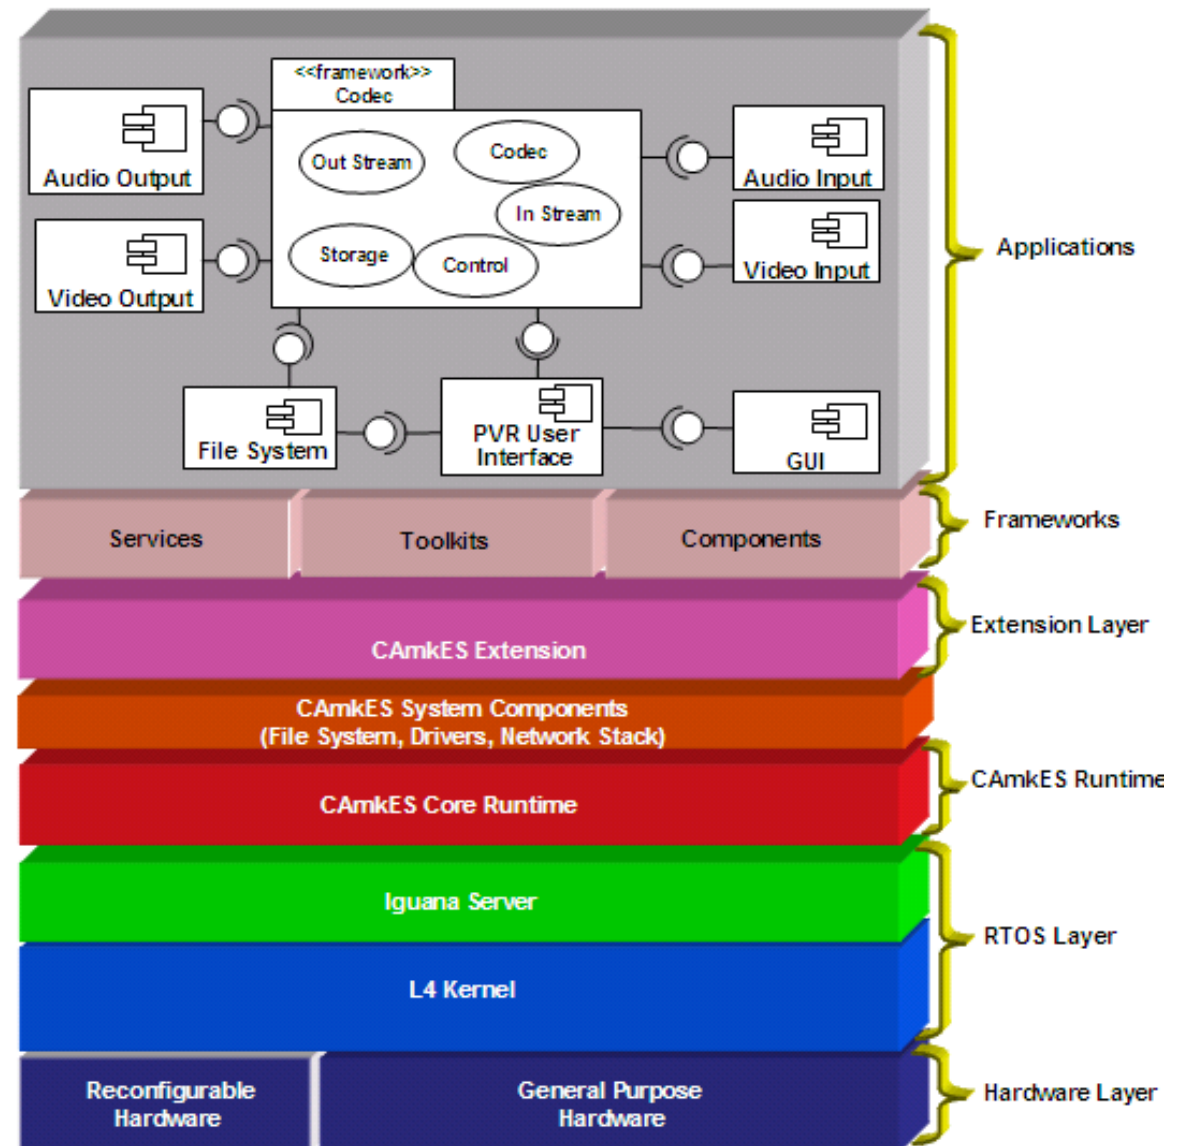 <<framework>>
Codec
Audio Output
Out Stream
Codec
Audio Input
In Stream
Video Output
Storage
Control
Video Input
Applications
File System
PVR User
Interface
GUI
Services
Toolkits
Components
Frameworks
CAmkES Extension
Extension Layer
CAmkES System Components
(File System, Drivers, Network Stack)
CAmkES Core Runtime
CAmkES Runtime
Iguana Server
L4 Kernel
RTOS Layer
Reconfigurable
Hardware
General Purpose
Hardware
Hardware Layer